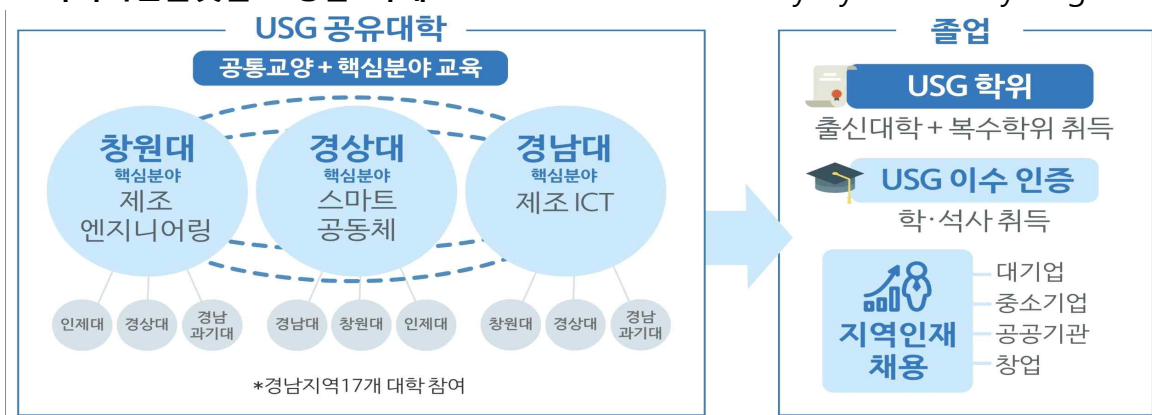 USG 공유대학
공통교양 + 핵심분야 교육
창원대
핵심분야
제조
엔지니어링
경상대
핵심분야
스마트
공동체
경남대
핵심분야
제조 ICT
인제대
경상대
경남
과기대
경남대
창원대
인제대
창원대
경상대
경남
과기대
*경남지역17개 대학 참여
졸업
USG 학위
출신대학 + 복수학위 취득
USG 이수 인증
학·석사 취득
지역인재
채용
대기업
중소기업
공공기관
창업